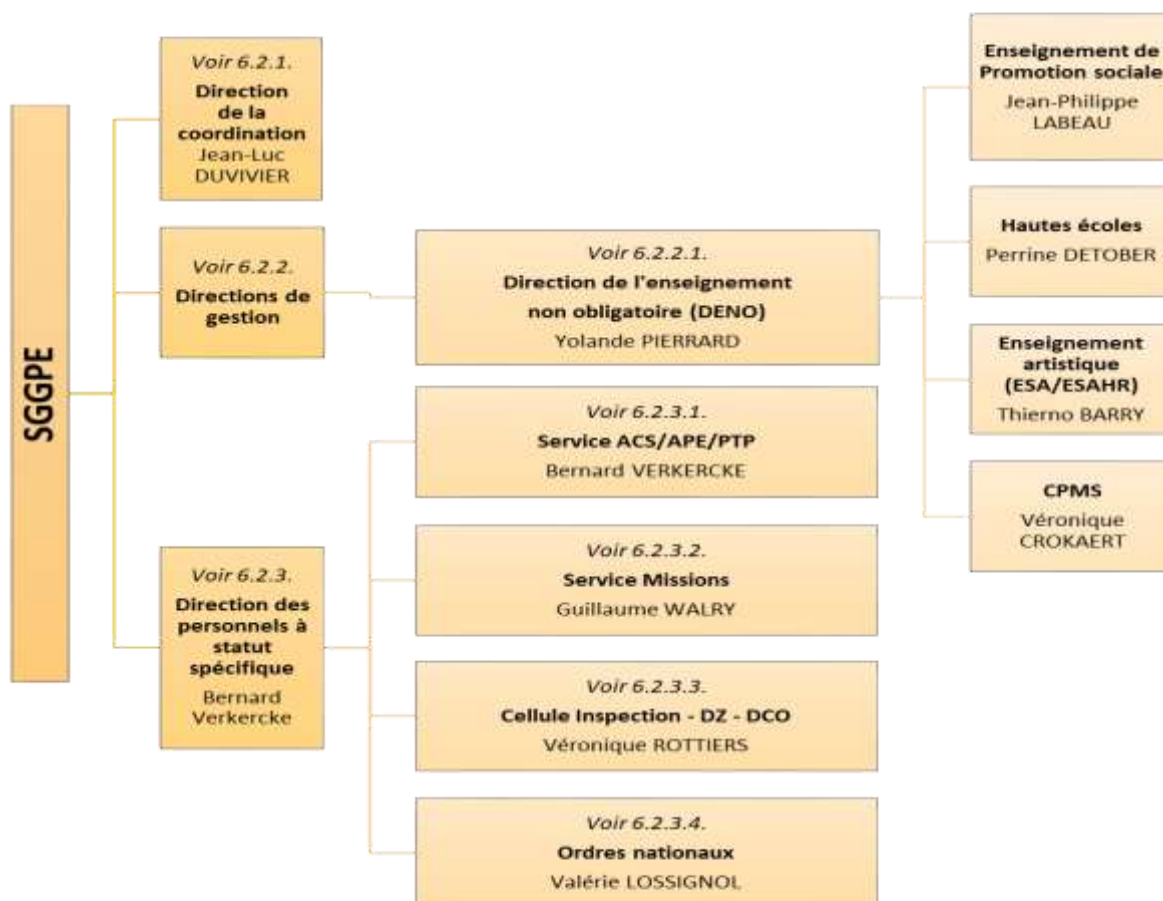 SGGPE
Voir 6.2.1.
Direction
de la
coordination
Jean-Luc
DUVIVIER
Voir 6.2.2.
Directions de
gestion
Voir 6.2.2.1.
Direction de l'enseignement
non obligatoire (DENO)
Yolande PIERRARD
Enseignement de
Promotion sociale
Jean-Philippe
LABEAU
Hautes écoles
Perrine DETOBER
Enseignement
artistique
(ESA/ESAHR)
Thierno BARRY
CPMS
Véronique
CROKAERT
Voir 6.2.3.
Direction des
personnels à
statut
spécifique
Bernard
Verkercke
Voir 6.2.3.1.
Service ACS/APE/PTP
Bernard VERKERCKE
Voir 6.2.3.2.
Service Missions
Guillaume WALRY
Voir 6.2.3.3.
Cellule Inspection - DZ - DCO
Véronique ROTTIERS
Voir 6.2.3.4.
Ordres nationaux
Valérie LOSSIGNOL